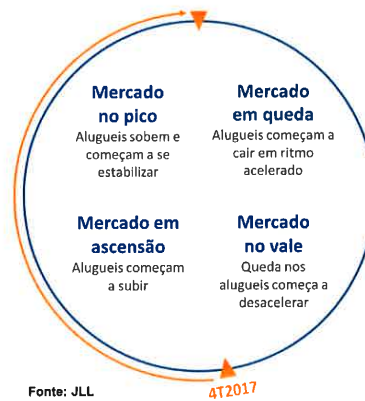 Mercado
no pico
Alugueis sobem e
começam a se
estabilizar
Mercado
em queda
Alugueis começam a
cair em ritmo
acelerado
Mercado em
ascensão
Alugueis começam
a subir
Mercado
no vale
Queda nos
alugueis começa a
desacelerar
4T2017
Fonte: JLL